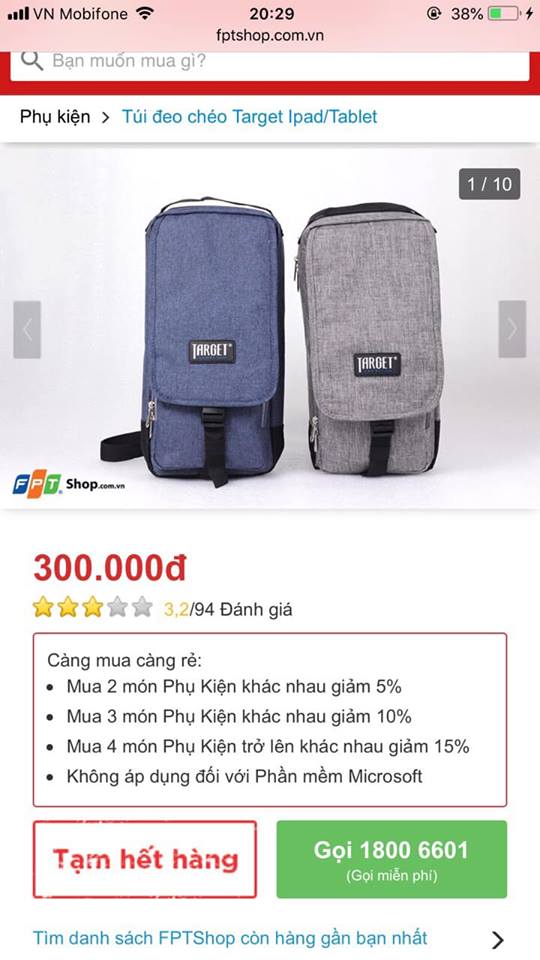 VN Mobifone 20:29 38%
fptshop.com.vn
Bạn muốn mua gì?
Phụ kiện > Túi đeo chéo Target Ipad/Tablet
1 / 10
TARGET
TARGET
FPT Shop.com.vn
300.000đ
3,2/94 Đánh giá
Càng mua càng rẻ:
• Mua 2 món Phụ Kiện khác nhau giảm 5%
• Mua 3 món Phụ Kiện khác nhau giảm 10%
• Mua 4 món Phụ Kiện trở lên khác nhau giảm 15%
• Không áp dụng đối với Phần mềm Microsoft
Tạm hết hàng
Gọi 1800 6601
(Gọi miễn phí)
Tìm danh sách FPTShop còn hàng gần bạn nhất